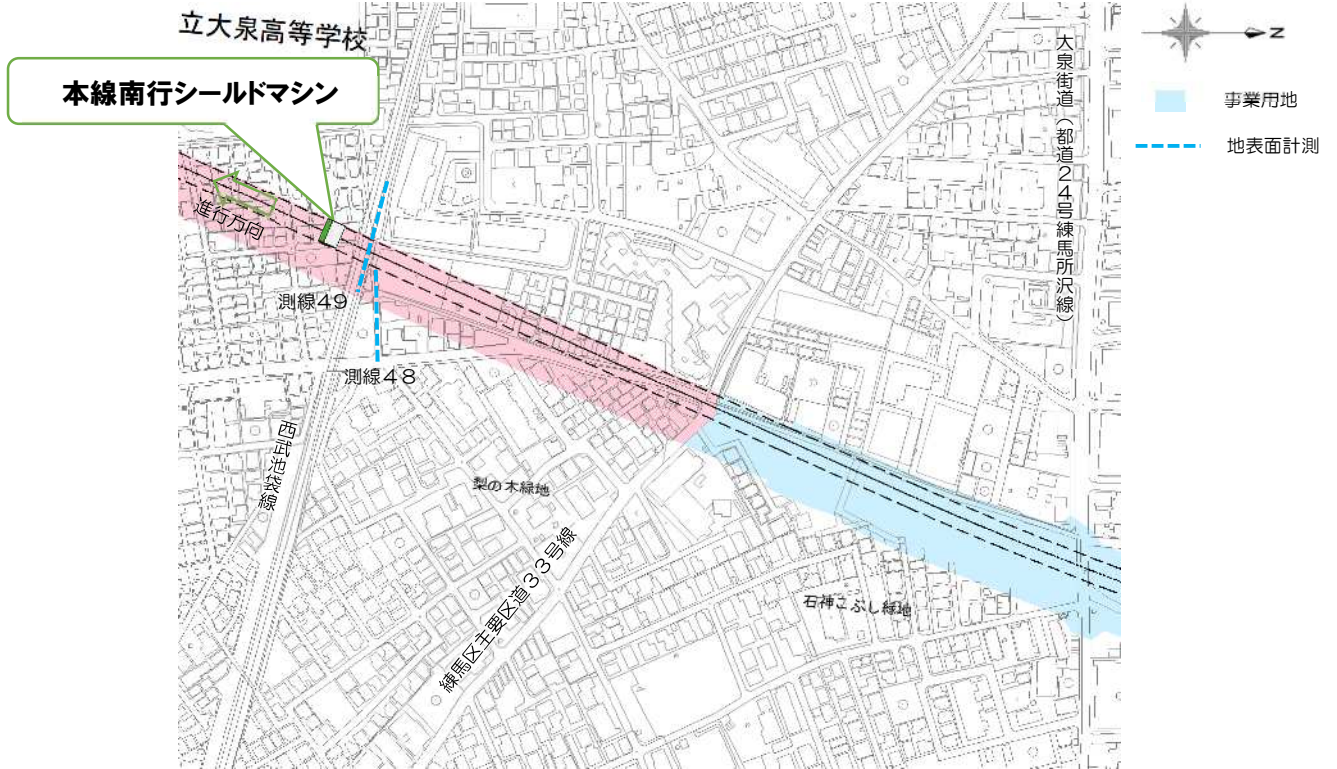 立大泉高等学校
本線南行シールドマシン
進行方向
測線49
測線48
西武池袋線
梨の木緑地
練馬区主要区道33号線
石神こぶし緑地
大泉街道（都道24号練馬所沢線）
N
事業用地
地表面計測